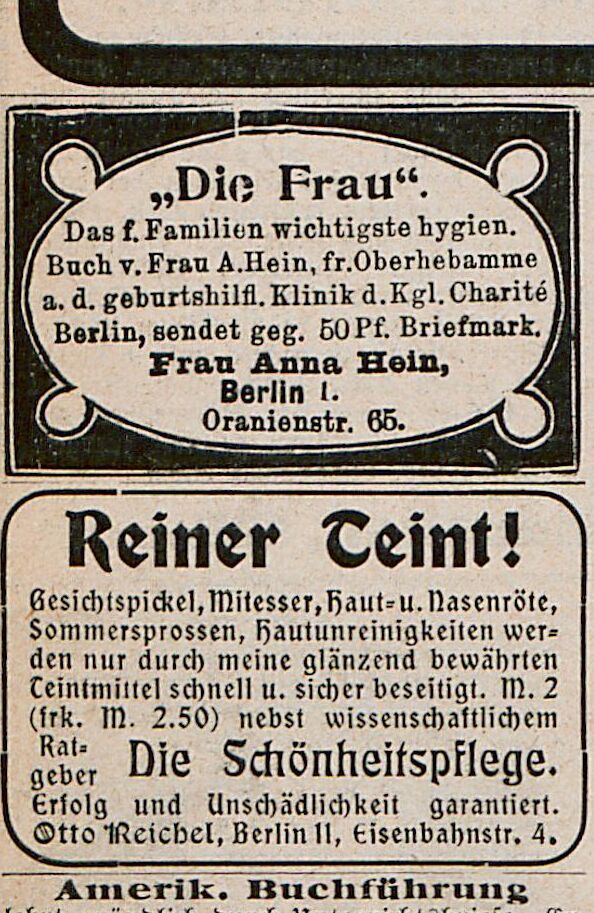 „Die Frau“.
Das f. Familien wichtigste hygien.
Buch v. Frau A. Hein, fr. Oberhebamme
a. d. geburtshilfl. Klinik d. Kgl. Charité
Berlin, sendet geg. 50 Pf. Briefmark.
Frau Anna Hein,
Berlin 1.
Oranienstr. 65.
Reiner Teint!
Gesichtspickel, Mitesser, Haut- u. Nasenröte,
Sommersprossen, Hautunreinigkeiten wer-
den nur durch meine glänzend bewährten
Teintmittel schnell u. sicher beseitigt. M. 2
(frk. M. 2.50) nebst wissenschaftlichem
Rat-
geber Die Schönheitspflege.
Erfolg und Unschädlichkeit garantiert.
Otto Reichel, Berlin 11, Eisenbahnstr. 4.
Amerik. Buchführung